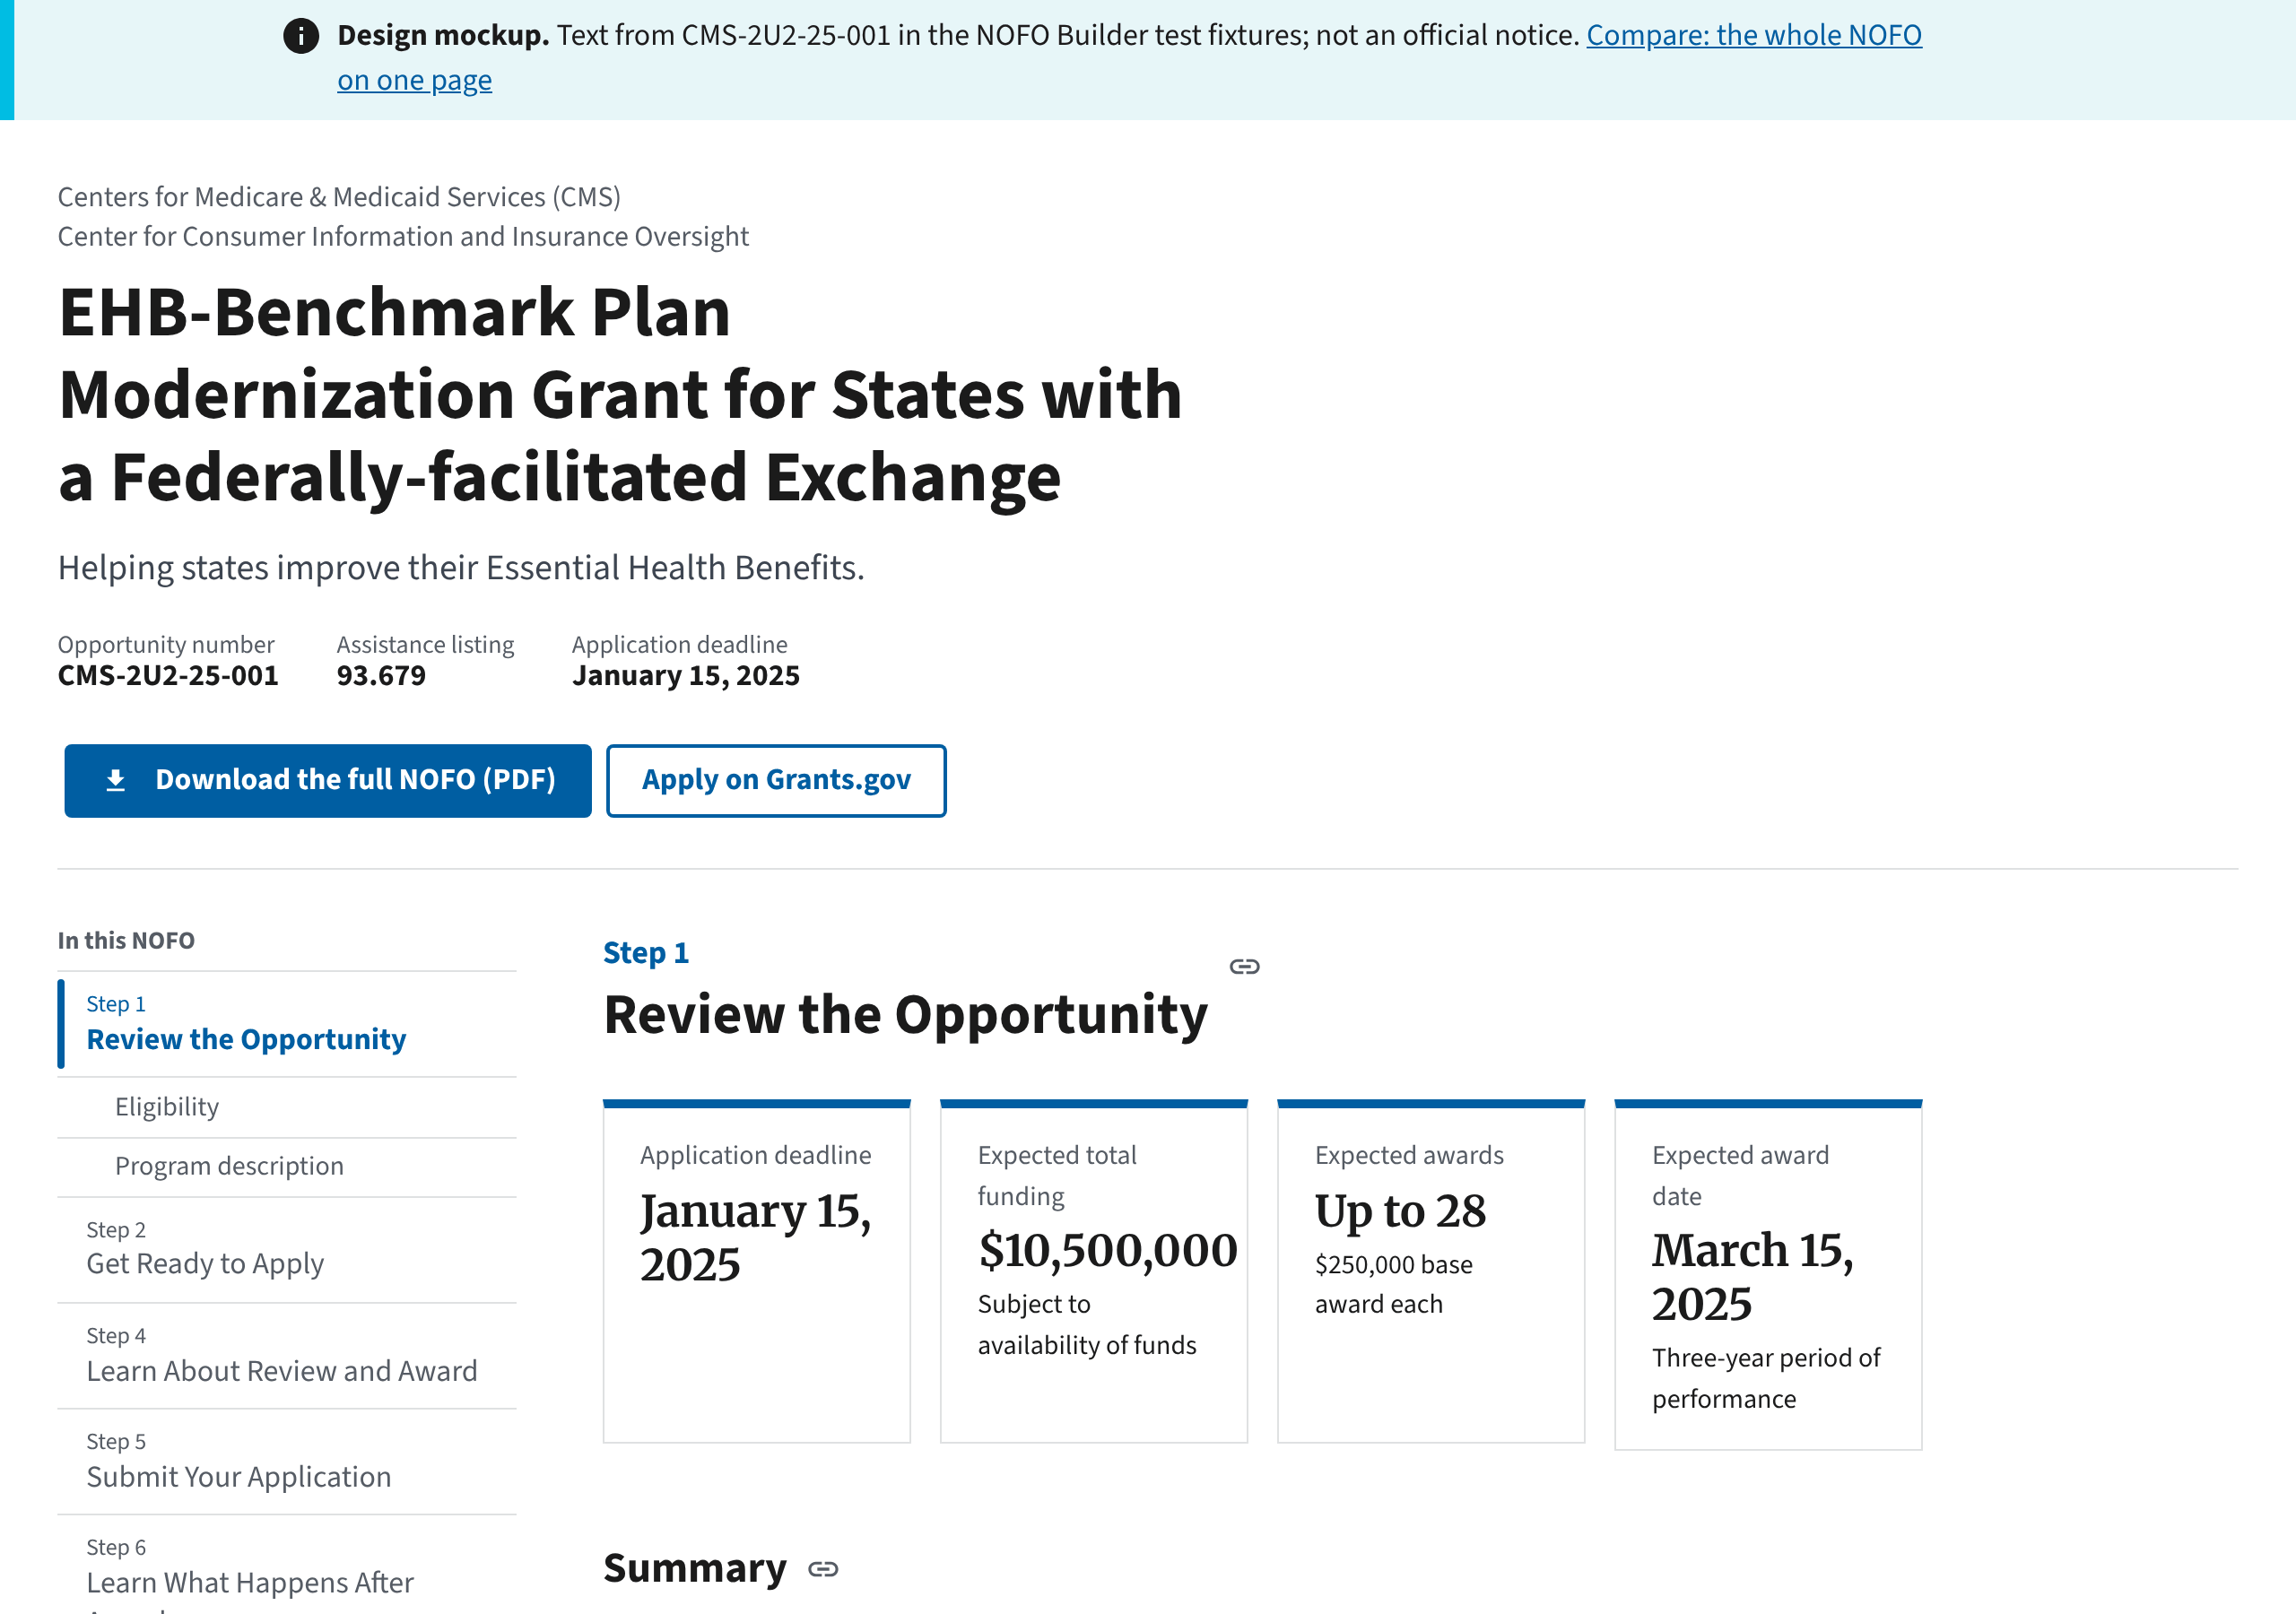 Design mockup. Text from CMS-2U2-25-001 in the NOFO Builder test fixtures; not an official notice. Compare: the whole NOFO
on one page
Centers for Medicare & Medicaid Services (CMS)
Center for Consumer Information and Insurance Oversight
EHB-Benchmark Plan
Modernization Grant for States with
a Federally-facilitated Exchange
Helping states improve their Essential Health Benefits.
Opportunity number
CMS-2U2-25-001
Assistance listing
93.679
Application deadline
January 15, 2025
Download the full NOFO (PDF)
Apply on Grants.gov
In this NOFO
Step 1
Review the Opportunity
Eligibility
Program description
Step 2
Get Ready to Apply
Step 4
Learn About Review and Award
Step 5
Submit Your Application
Step 6
Learn What Happens After
Step 1
Review the Opportunity
Application deadline
January 15,
2025
Expected total
funding
$10,500,000
Subject to
availability of funds
Expected awards
Up to 28
$250,000 base
award each
Expected award
date
March 15,
2025
Three-year period of
performance
Summary